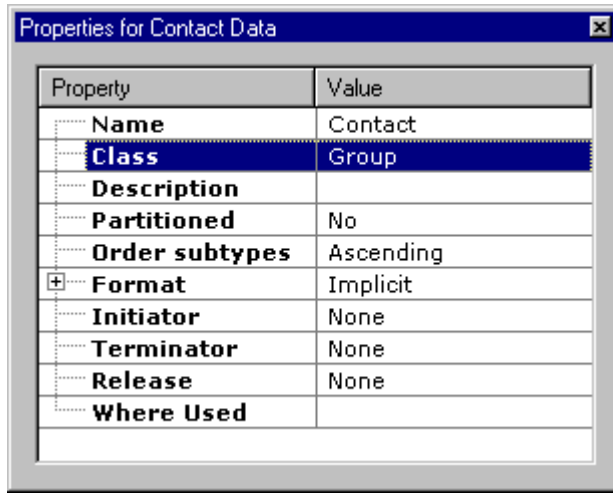 Properties for Contact Data
Property Value
Name Contact
Class Group
Description
Partitioned No
Order subtypes Ascending
Format Implicit
Initiator None
Terminator None
Release None
Where Used